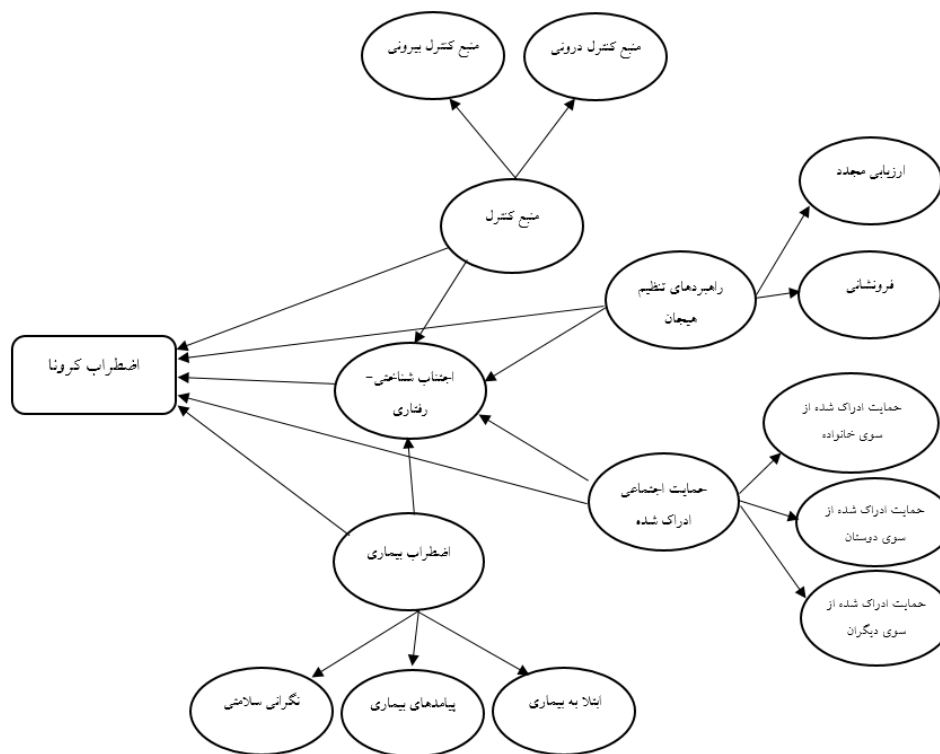 منبع کنترل درونی
منبع کنترل بیرونی
ارزیابی مجدد
منبع کنترل
راهبردهای تنظیم
هیجان
فرونشانی
اضطراب کرونا
اجتناب شناختی-
رفتاری
حمایت ادراک شده از
سوی خانواده
حمایت اجتماعی
ادراک شده
حمایت ادراک شده از
سوی دوستان
اضطراب بیماری
حمایت ادراک شده از
سوی دیگران
ابتلا به بیماری
پیامدهای بیماری
نگرانی سلامتی